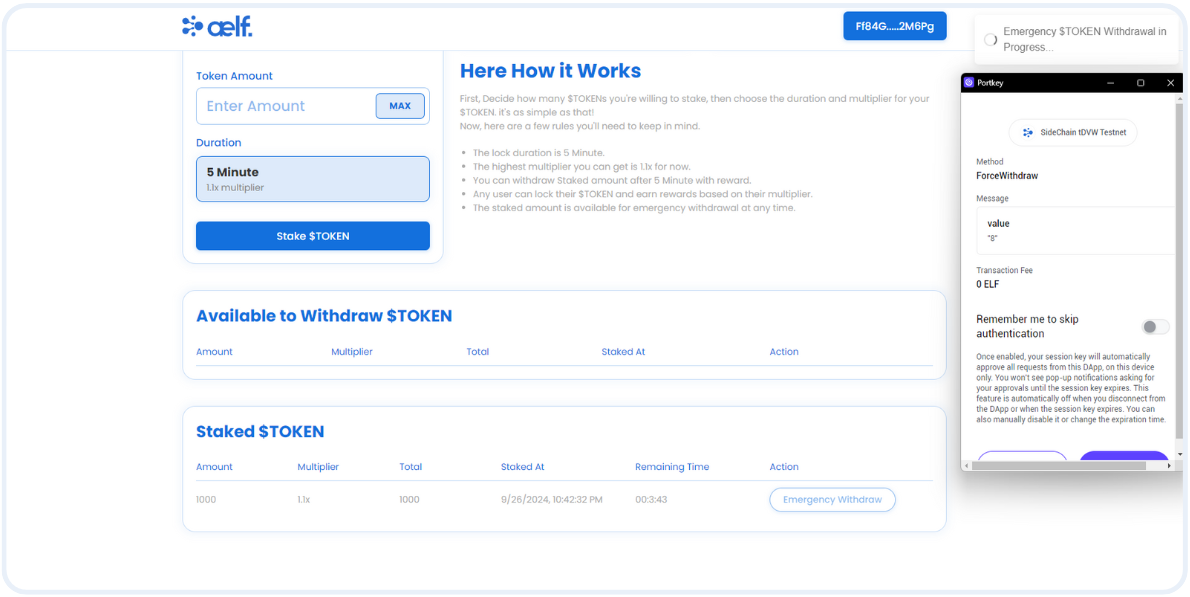 ælf.
Ff84G.....2M6Pg
Emergency $TOKEN Withdrawal in
Progress...
Token Amount
Enter Amount
MAX
Duration
5 Minute
1.1x multiplier
Stake $TOKEN
Here How it Works
First, Decide how many $TOKENs you're willing to stake, then choose the duration and multiplier for your
$TOKEN. it's as simple as that!
Now, here are a few rules you'll need to keep in mind.
The lock duration is 5 Minute.
The highest multiplier you can get is 1.1x for now.
You can withdraw Staked amount after 5 Minute with reward.
Any user can lock their $TOKEN and earn rewards based on their multiplier.
The staked amount is available for emergency withdrawal at any time.
Available to Withdraw $TOKEN
Amount Multiplier Total Staked At Action
Staked $TOKEN
Amount Multiplier Total Staked At Remaining Time Action
1000 1.1x 1000 9/26/2024, 10:42:32 PM 00:3:43 Emergency Withdraw
Portkey
SideChain tDVW Testnet
Method
ForceWithdraw
Message
value
"8"
Transaction Fee
0 ELF
Remember me to skip
authentication
Once enabled, your session key will automatically
approve all requests from this DApp, on this device
only. You won't see pop-up notifications asking for
your approvals until the session key expires. This
feature is automatically off when you disconnect from
the DApp or when the session key expires. You can
also manually disable it or change the expiration time.